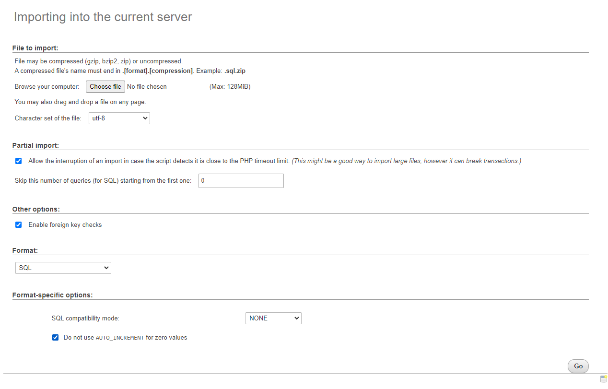 Importing into the current server
File to import:
File may be compressed (gzip, bzip2, zip) or uncompressed.
A compressed file's name must end in .[format].[compression]. Example: .sql.zip
Browse your computer: Choose file No file chosen (Max: 128MiB)
You may also drag and drop a file on any page.
Character set of the file: utf-8
Partial import:
Allow the interruption of an import in case the script detects it is close to the PHP timeout limit. (This might be a good way to import large files, however it can break transactions.)
Skip this number of queries (for SQL) starting from the first one: 0
Other options:
Enable foreign key checks
Format:
SQL
Format-specific options:
SQL compatibility mode: NONE
Do not use AUTO_INCREMENT for zero values
Go